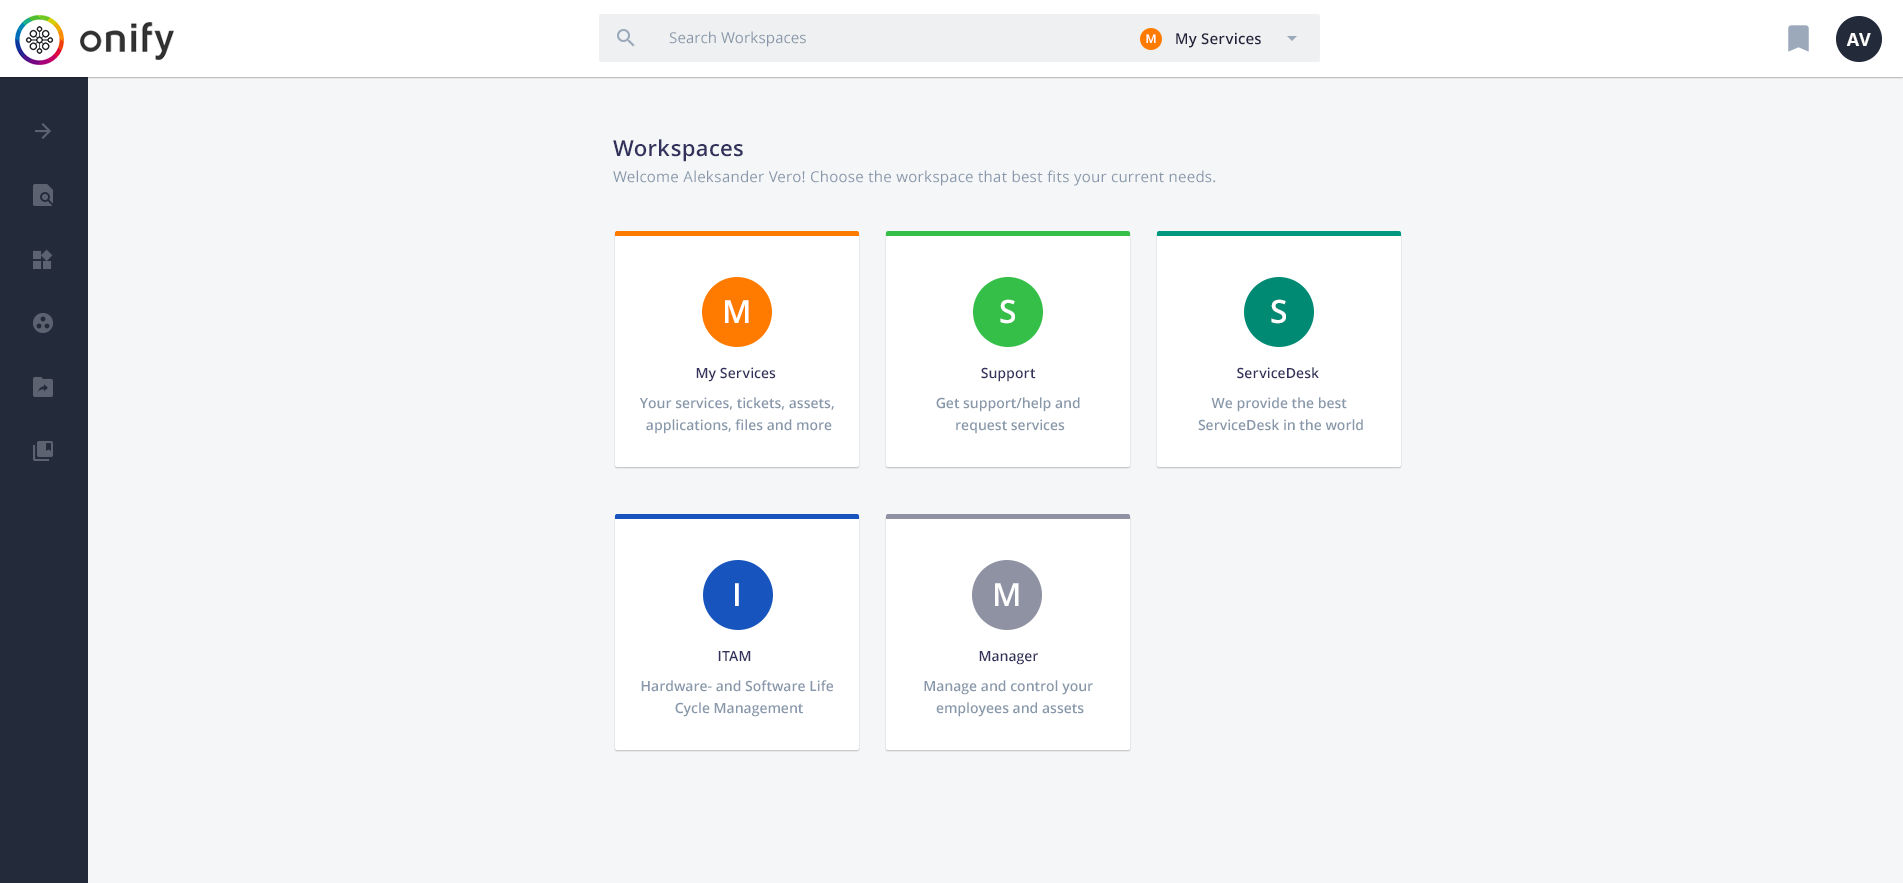 onify
Search Workspaces
M My Services
AV
Workspaces
Welcome Aleksander Vero! Choose the workspace that best fits your current needs.
M
My Services
Your services, tickets, assets,
applications, files and more
S
Support
Get support/help and
request services
S
ServiceDesk
We provide the best
ServiceDesk in the world
I
ITAM
Hardware- and Software Life
Cycle Management
M
Manager
Manage and control your
employees and assets